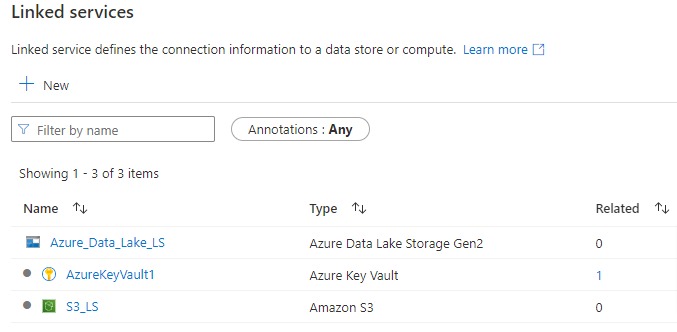 Linked services
Linked service defines the connection information to a data store or compute. Learn more
New
Filter by name
Annotations : Any
Showing 1 - 3 of 3 items
Name Type Related
Azure_Data_Lake_LS Azure Data Lake Storage Gen2 0
AzureKeyVault1 Azure Key Vault 1
S3_LS Amazon S3 0